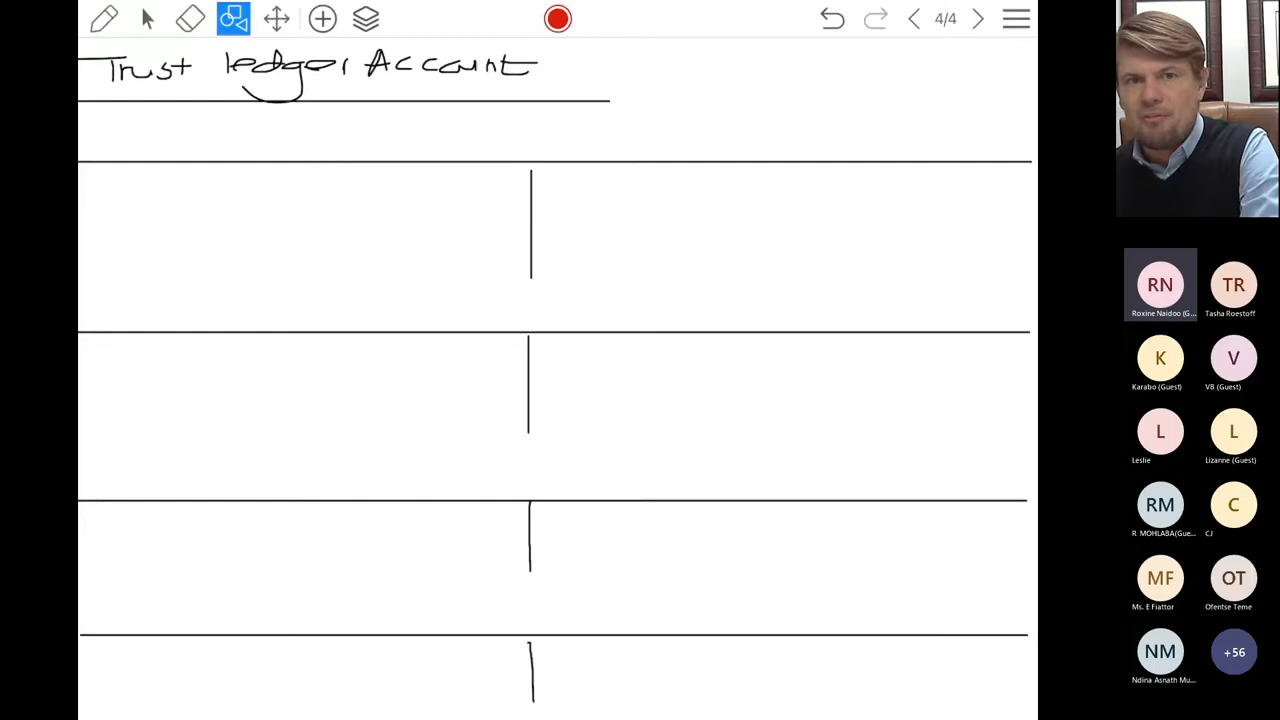 4/4
Trust ledger Account
RN
TR
Roxine Naidoo (G...
Tasha Roestoff
K
V
Karabo (Guest)
VB (Guest)
L
L
Leslie
Lizanne (Guest)
RM
C
R MOHLABA(Gue...
CJ
MF
OT
Ms. E Fiattor
Ofentse Teme
NM
+56
Ndina Asnath Mu...